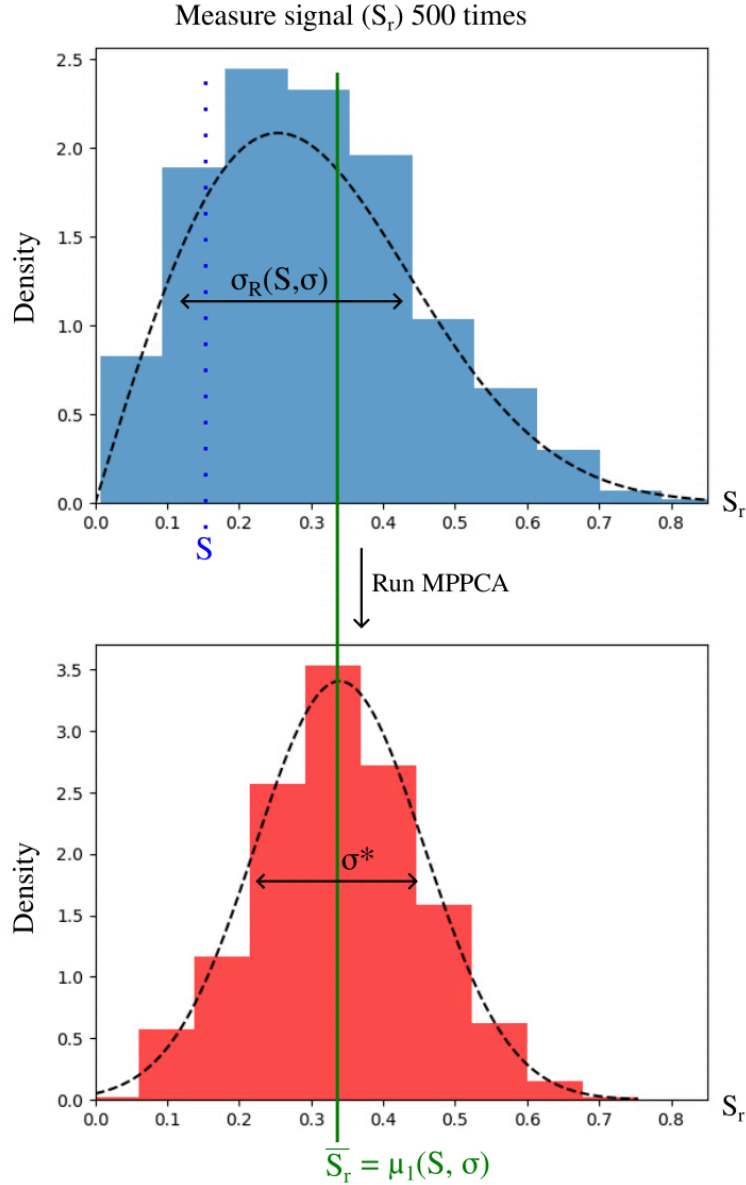 Measure signal (Sᵣ) 500 times
2.5
2.0
1.5
1.0
0.5
0.0
Density
σ_R(S,σ)
0.0 0.1 0.2 0.3 0.4 0.5 0.6 0.7 0.8
Sᵣ
S
Run MPPCA
3.5
3.0
2.5
2.0
1.5
1.0
0.5
0.0
Density
σ*
0.0 0.1 0.2 0.3 0.4 0.5 0.6 0.7 0.8
Sᵣ
S̅ᵣ = μ₁(S, σ)